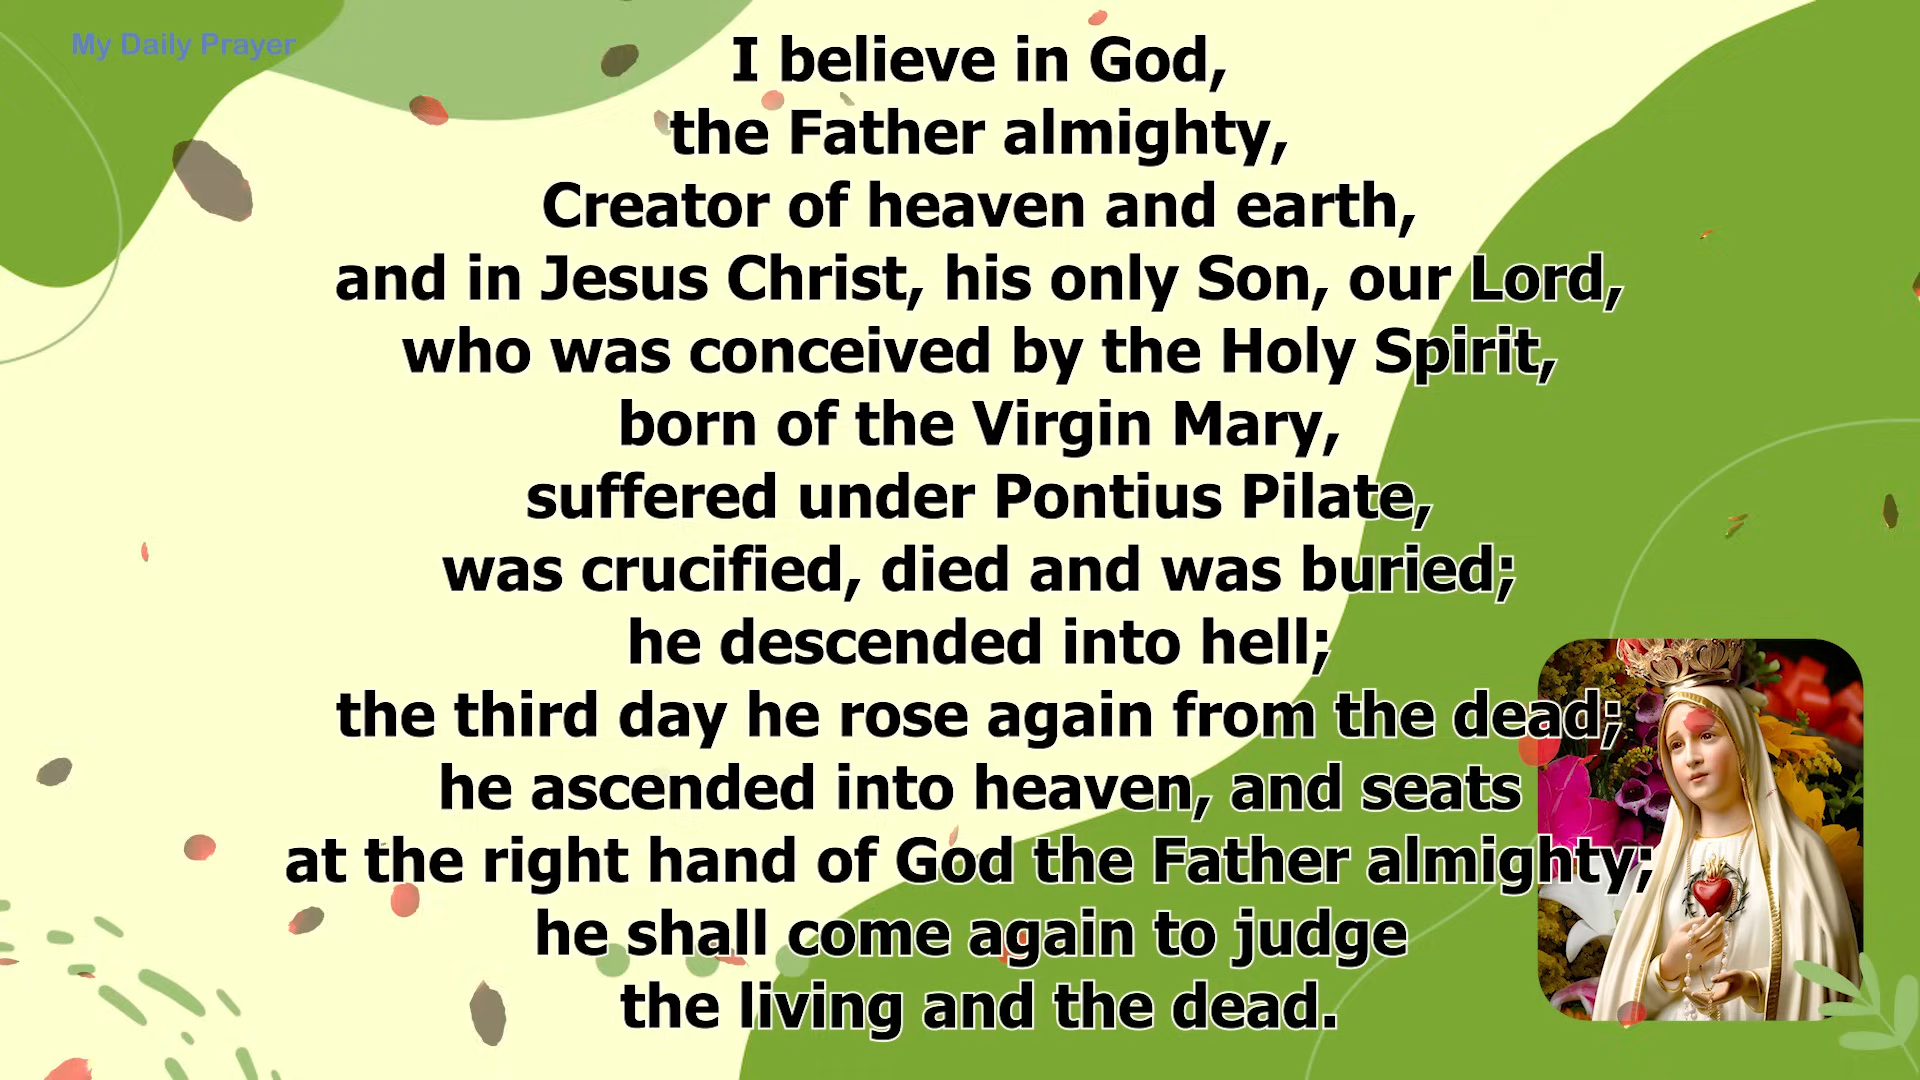 My Daily Prayer
I believe in God,
the Father almighty,
Creator of heaven and earth,
and in Jesus Christ, his only Son, our Lord,
who was conceived by the Holy Spirit,
born of the Virgin Mary,
suffered under Pontius Pilate,
was crucified, died and was buried;
he descended into hell;
the third day he rose again from the dead;
he ascended into heaven, and seats
at the right hand of God the Father almighty;
he shall come again to judge
the living and the dead.